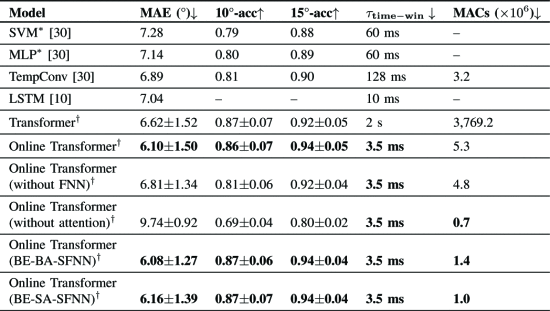 Model MAE (°)↓ 10°-acc↑ 15°-acc↑ τtime−win ↓ MACs (×10⁶)↓
SVM* [30] 7.28 0.79 0.88 60 ms –
MLP* [30] 7.14 0.80 0.89 60 ms –
TempConv [30] 6.89 0.81 0.90 128 ms 3.2
LSTM [10] 7.04 – – 10 ms –
Transformer† 6.62±1.52 0.87±0.07 0.92±0.05 2 s 3,769.2
Online Transformer† 6.10±1.50 0.86±0.07 0.94±0.05 3.5 ms 5.3
Online Transformer
(without FNN)† 6.81±1.34 0.81±0.06 0.92±0.04 3.5 ms 4.8
Online Transformer
(without attention)† 9.74±0.92 0.69±0.04 0.80±0.02 3.5 ms 0.7
Online Transformer
(BE-BA-SFNN)† 6.08±1.27 0.87±0.06 0.94±0.04 3.5 ms 1.4
Online Transformer
(BE-SA-SFNN)† 6.16±1.39 0.87±0.07 0.94±0.04 3.5 ms 1.0